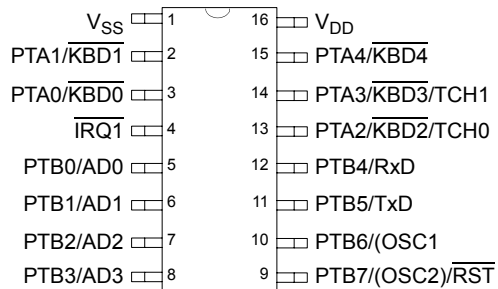 VSS 1 16 VDD
PTA1/KBD1 2 15 PTA4/KBD4
PTA0/KBD0 3 14 PTA3/KBD3/TCH1
IRQ1 4 13 PTA2/KBD2/TCH0
PTB0/AD0 5 12 PTB4/RxD
PTB1/AD1 6 11 PTB5/TxD
PTB2/AD2 7 10 PTB6/(OSC1
PTB3/AD3 8 9 PTB7/(OSC2)/RST